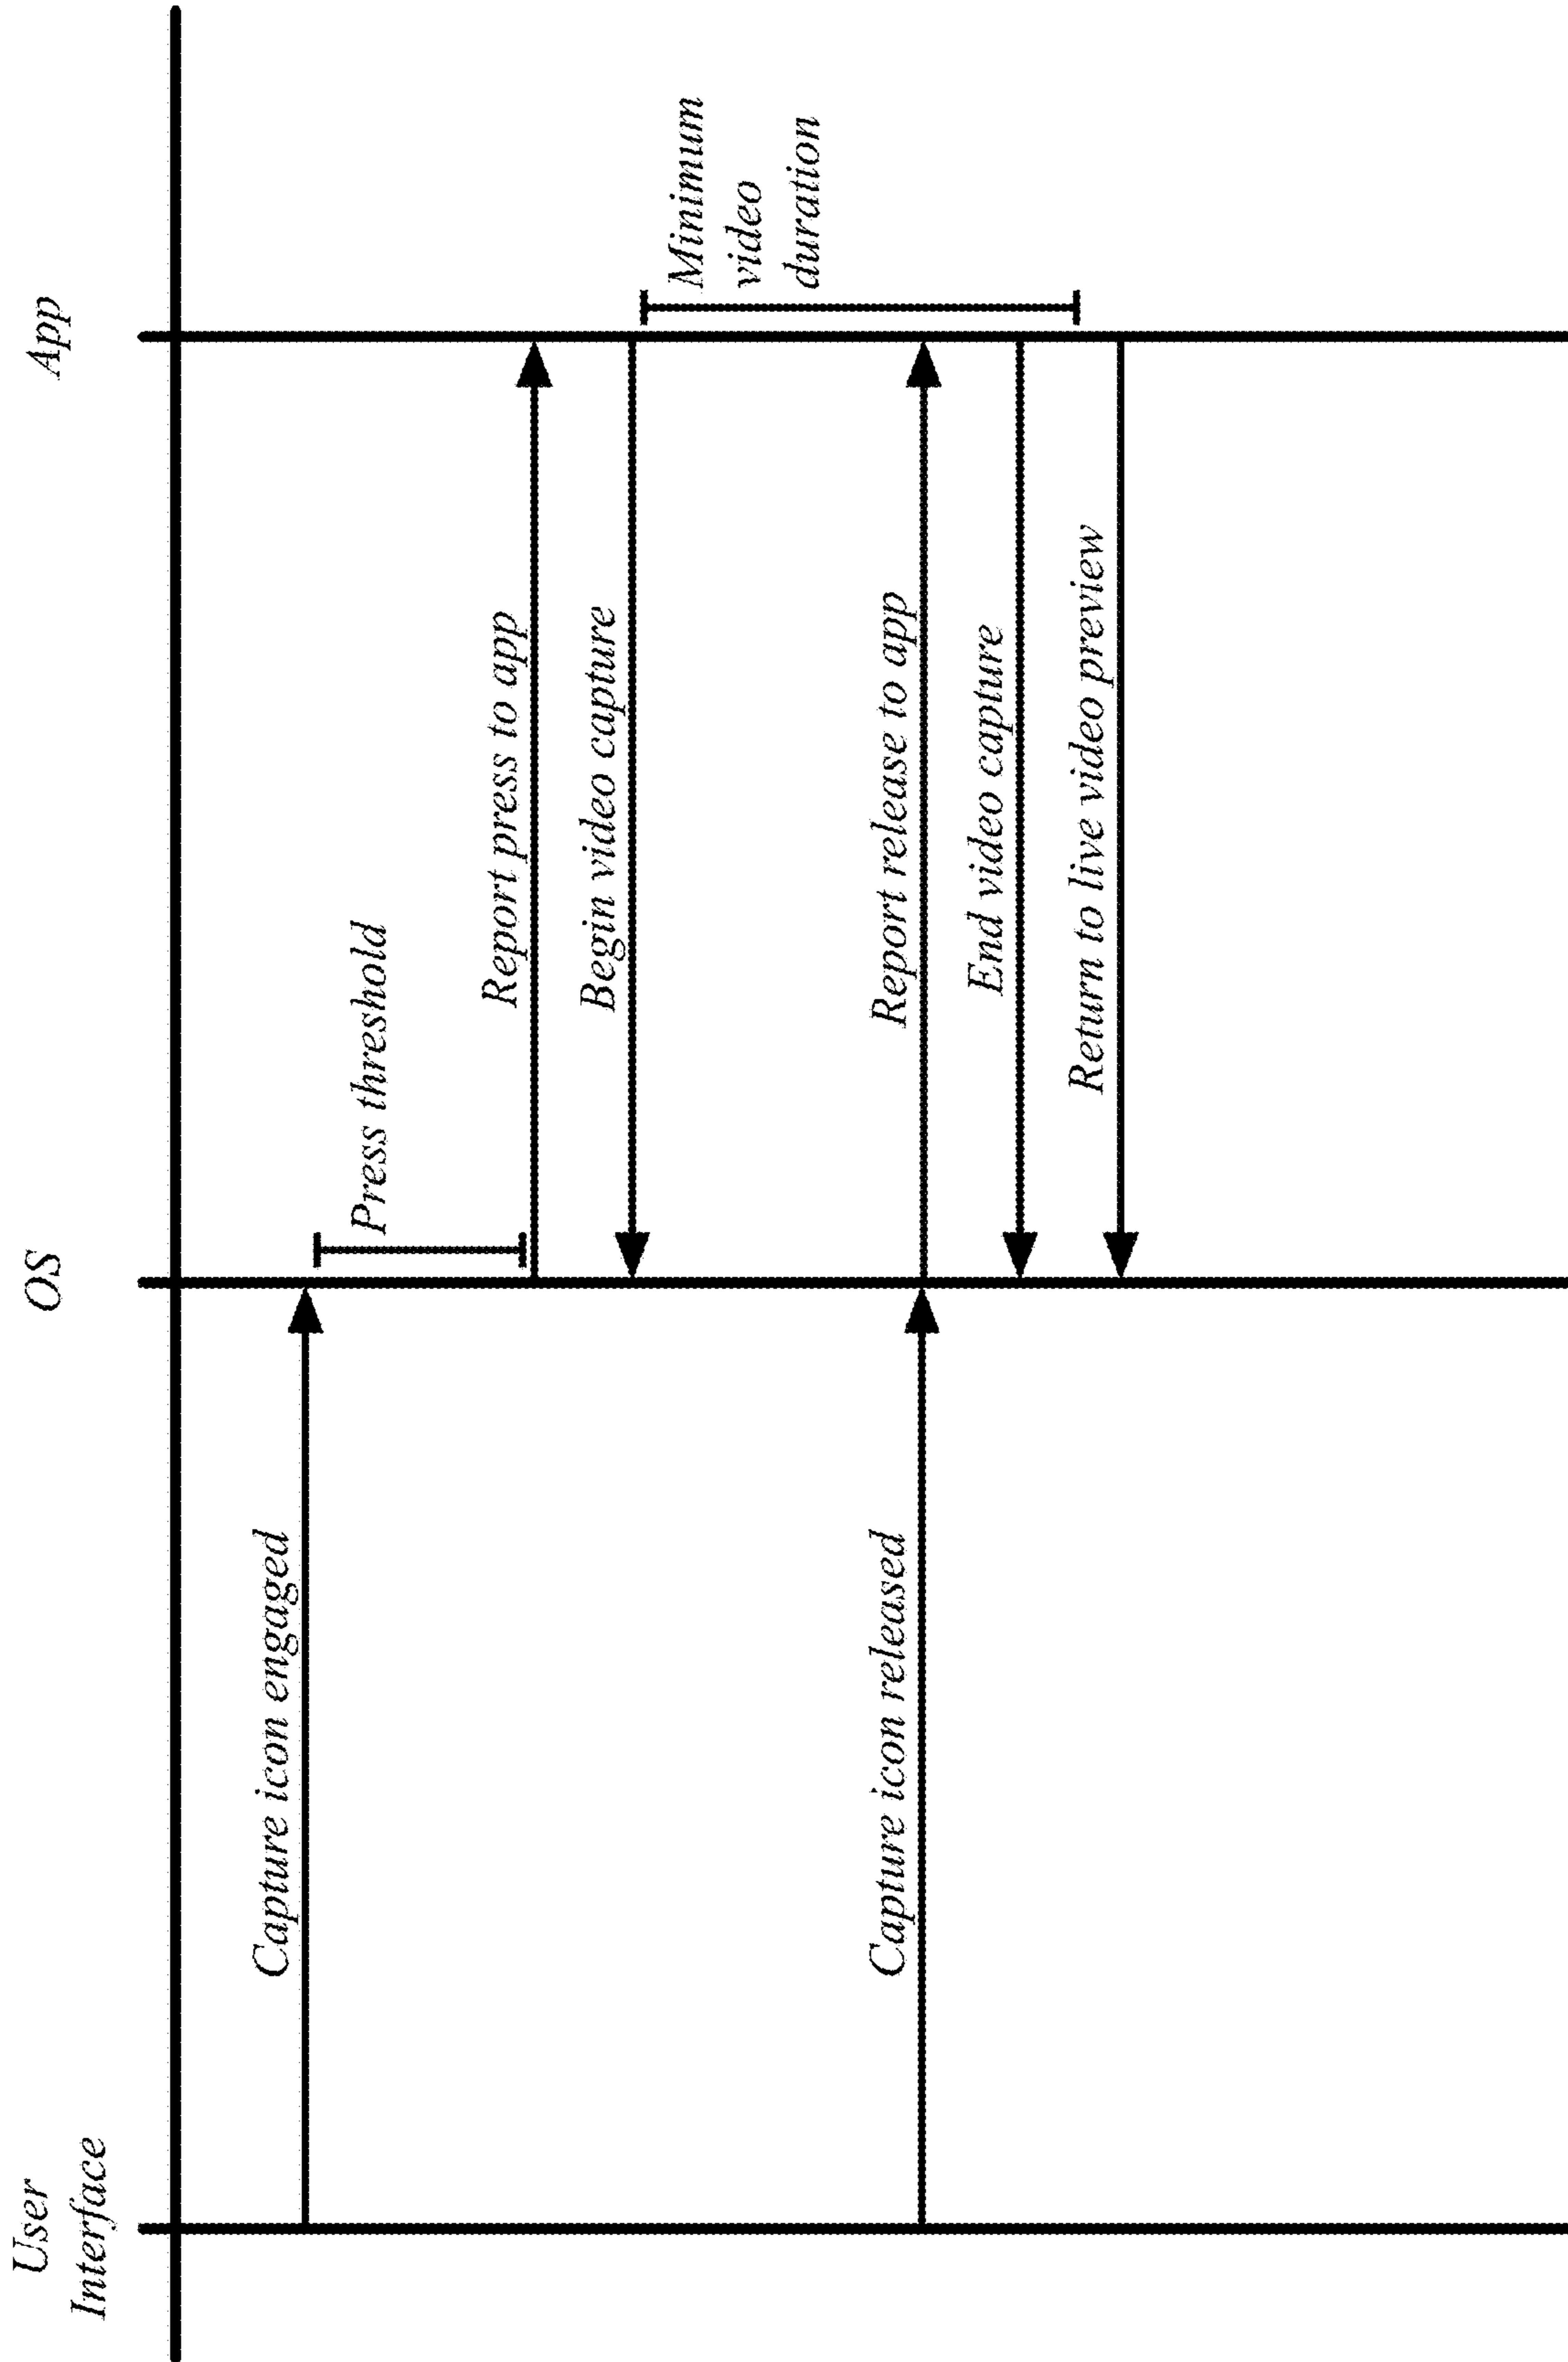 User
Interface
OS
App
Capture icon engaged
Press threshold
Report press to app
Begin video capture
Minimum
video
duration
Capture icon released
Report release to app
End video capture
Return to live video preview